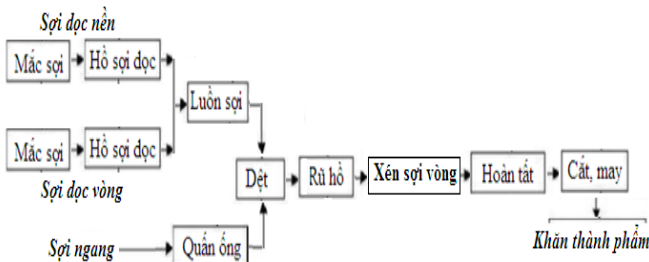 Sợi dọc nền
Mắc sợi
Hồ sợi dọc
Luồn sợi
Mắc sợi
Hồ sợi dọc
Sợi dọc vòng
Dệt
Rũ hồ
Xén sợi vòng
Hoàn tất
Cắt, may
Sợi ngang
Quấn ống
Khăn thành phẩm